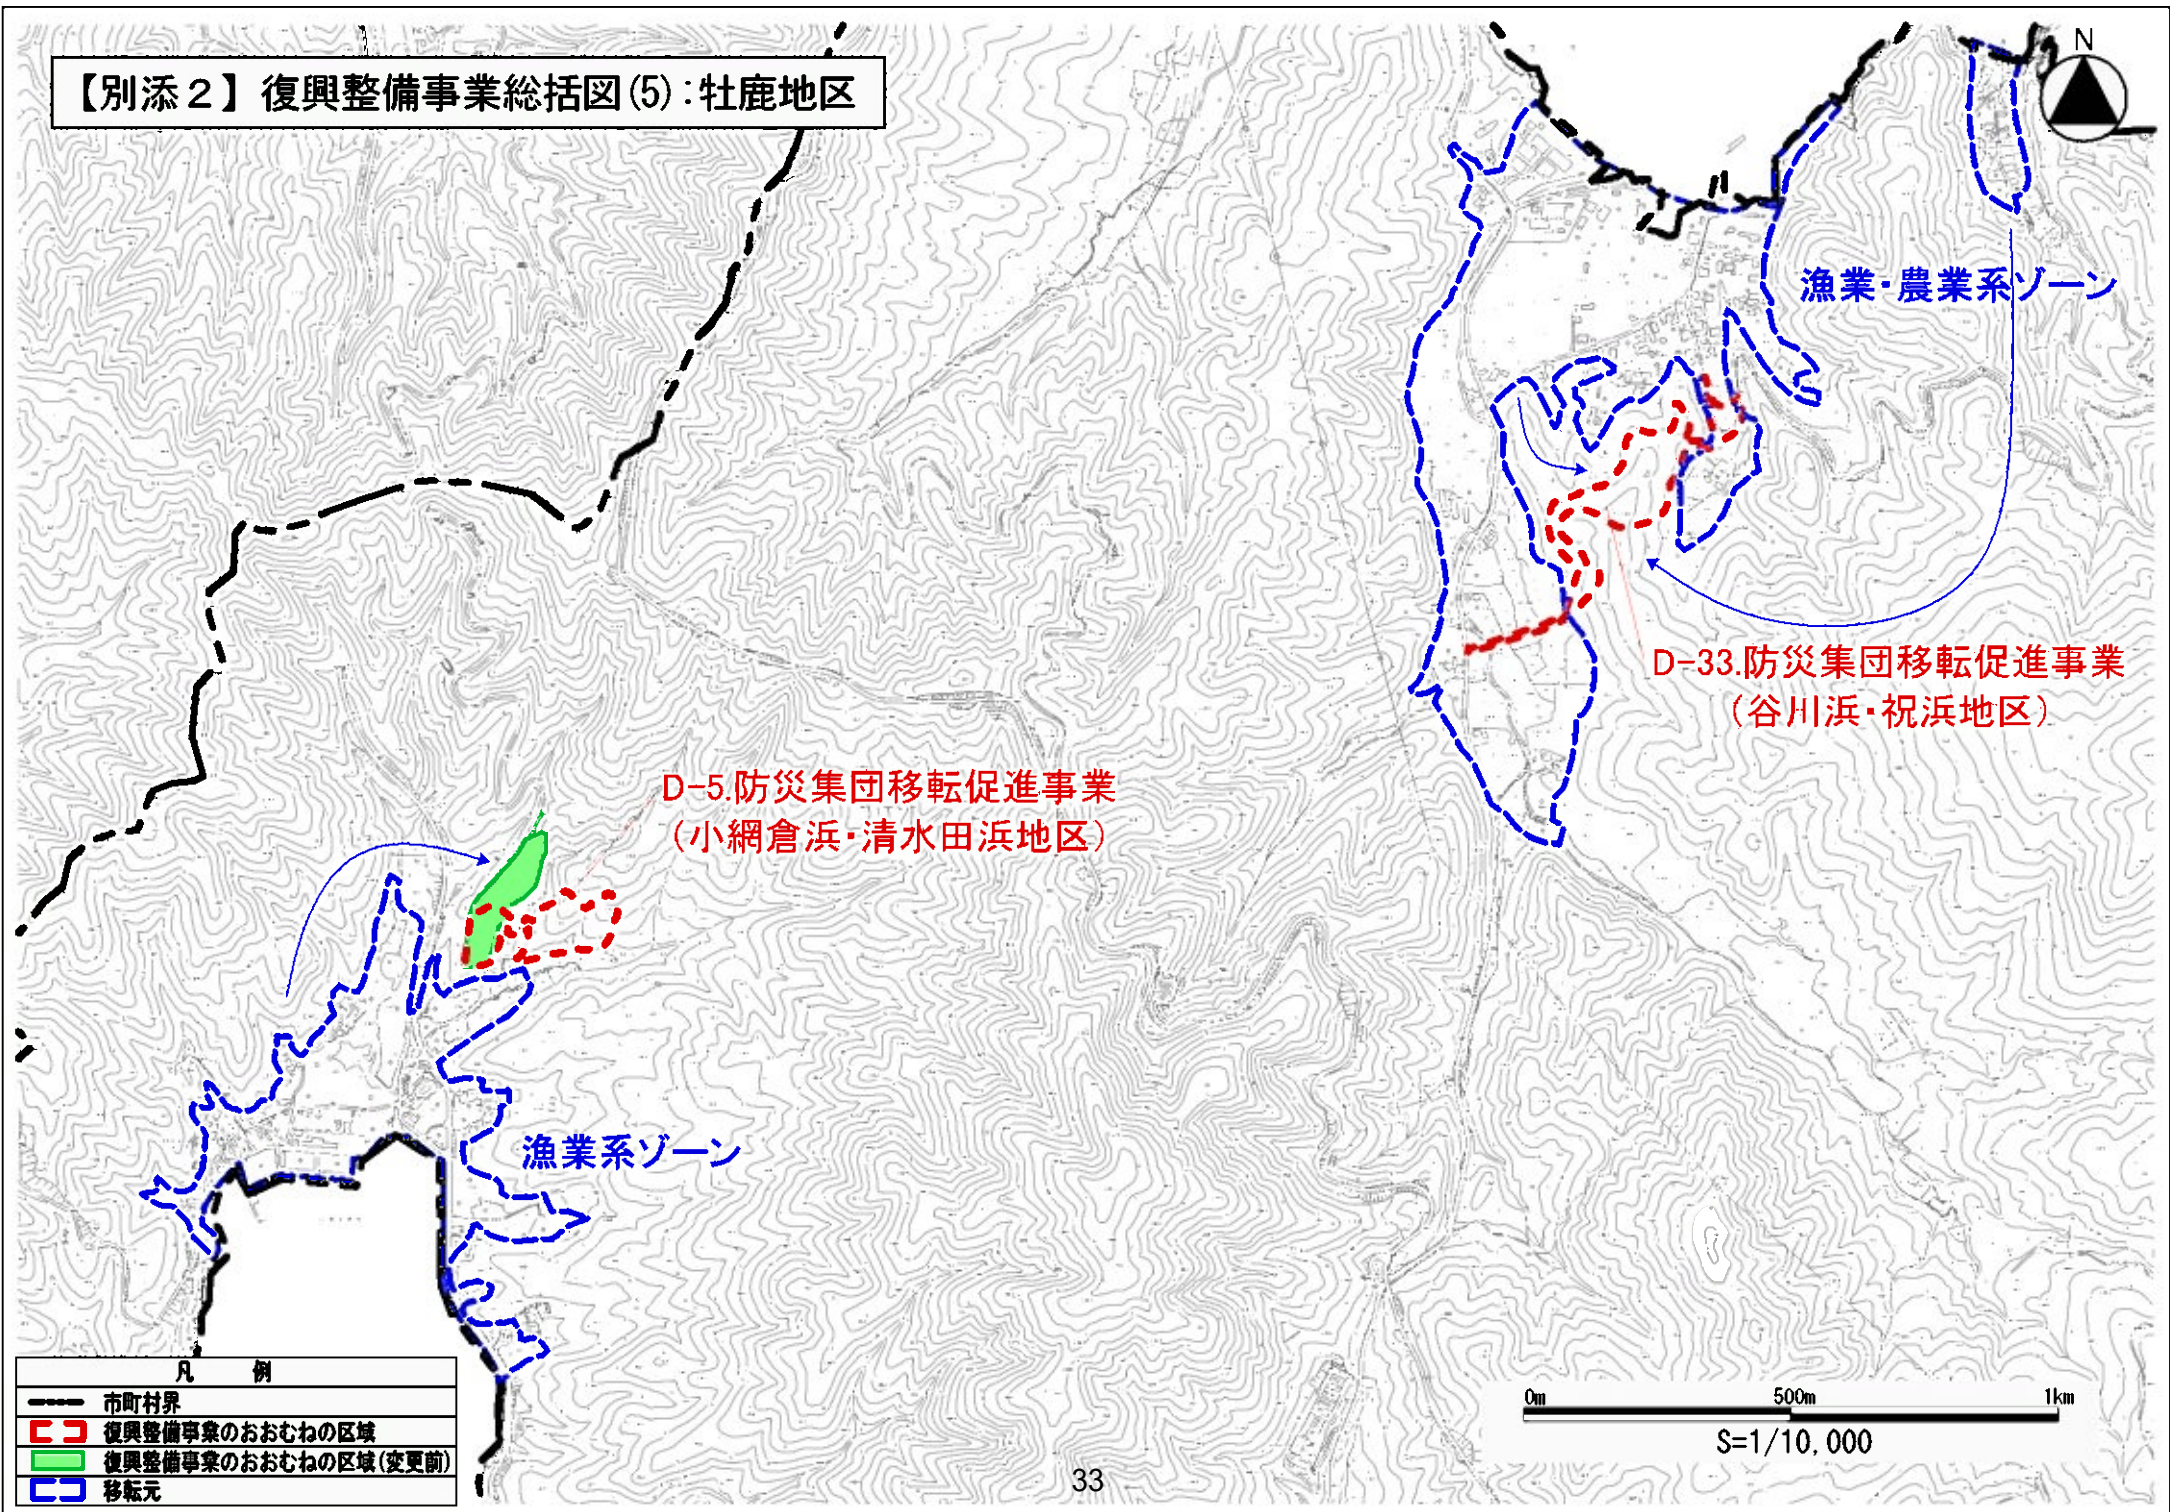 【別添２】復興整備事業総括図(5):牡鹿地区
N
漁業・農業系ゾーン
D-33.防災集団移転促進事業
（谷川浜・祝浜地区）
D-5.防災集団移転促進事業
（小網倉浜・清水田浜地区）
漁業系ゾーン
凡 例
市町村界
復興整備事業のおおむねの区域
復興整備事業のおおむねの区域(変更前)
移転元
0m 500m 1km
S=1/10,000
33